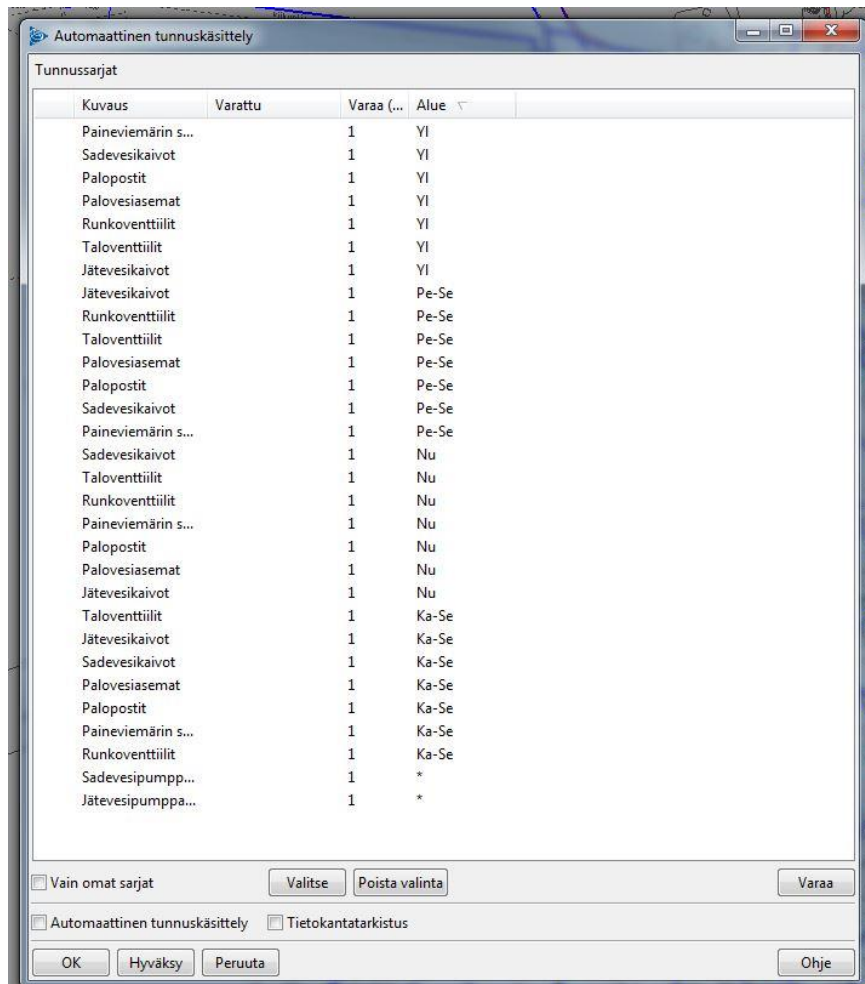 Automaattinen tunnuskäsittely
Tunnussarjat
Kuvaus Varattu Varaa (... Alue
Paineviemärin s... 1 Yl
Sadevesikaivot 1 Yl
Palopostit 1 Yl
Palovesiasemat 1 Yl
Runkoventtiilit 1 Yl
Taloventtiilit 1 Yl
Jätevesikaivot 1 Yl
Jätevesikaivot 1 Pe-Se
Runkoventtiilit 1 Pe-Se
Taloventtiilit 1 Pe-Se
Palovesiasemat 1 Pe-Se
Palopostit 1 Pe-Se
Sadevesikaivot 1 Pe-Se
Paineviemärin s... 1 Pe-Se
Sadevesikaivot 1 Nu
Taloventtiilit 1 Nu
Runkoventtiilit 1 Nu
Paineviemärin s... 1 Nu
Palopostit 1 Nu
Palovesiasemat 1 Nu
Jätevesikaivot 1 Nu
Taloventtiilit 1 Ka-Se
Jätevesikaivot 1 Ka-Se
Sadevesikaivot 1 Ka-Se
Palovesiasemat 1 Ka-Se
Palopostit 1 Ka-Se
Paineviemärin s... 1 Ka-Se
Runkoventtiilit 1 Ka-Se
Sadevesipumpp... 1 *
Jätevesipumppa... 1 *
Vain omat sarjat Valitse Poista valinta Varaa
Automaattinen tunnuskäsittely Tietokantatarkistus
OK Hyväksy Peruuta Ohje